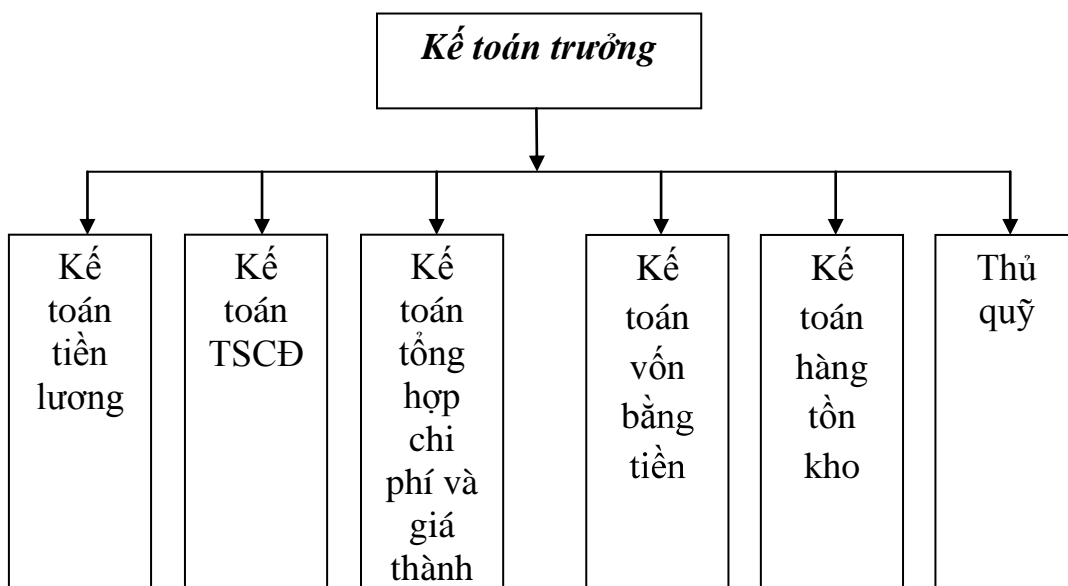 Kế toán trưởng
Kế
toán
tiền
lương
Kế
toán
TSCĐ
Kế
toán
tổng
hợp
chi
phí và
giá
thành
Kế
toán
vốn
bằng
tiền
Kế
toán
hàng
tồn
kho
Thủ
quỹ